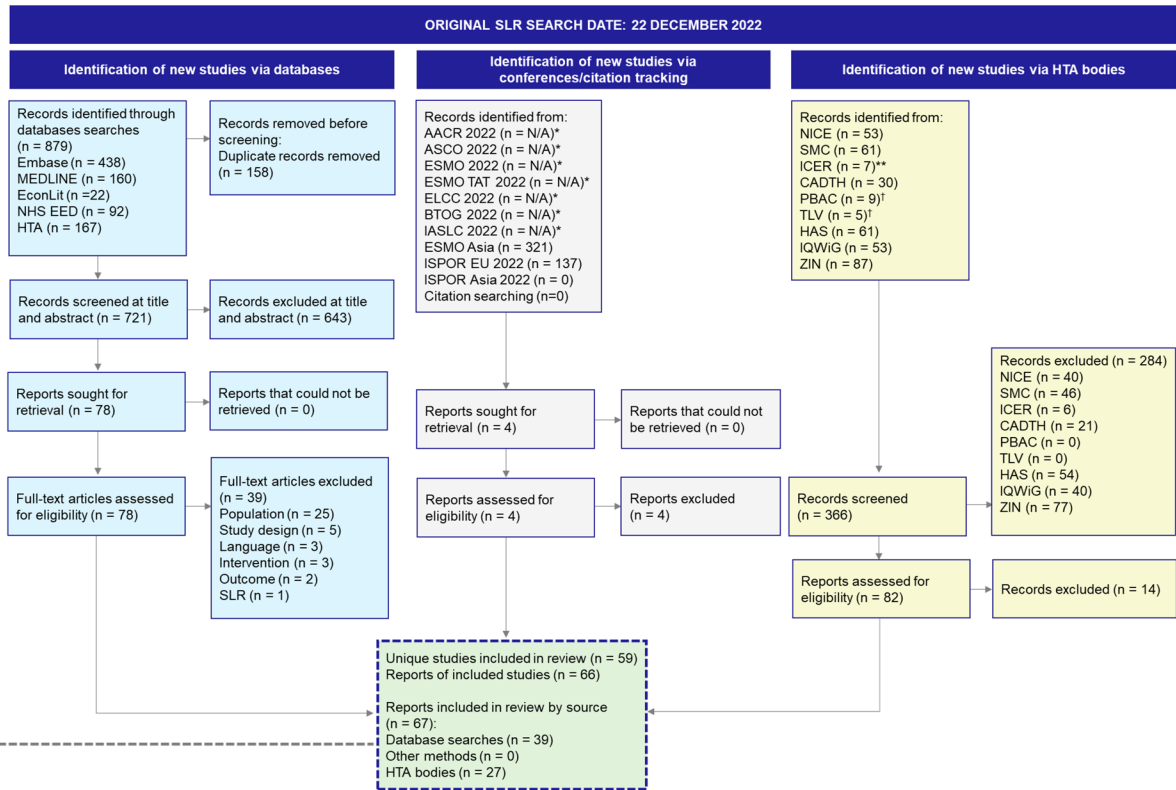 ORIGINAL SLR SEARCH DATE: 22 DECEMBER 2022
Identification of new studies via databases
Records identified through
databases searches
(n = 879)
Embase = 438)
MEDLINE = 160)
EconLit (n =22)
NHS EED (n = 92)
HTA (n = 167)
Records removed before
screening:
Duplicate records removed
(n = 158)
Records screened at title
and abstract (n = 721)
Records excluded at title
and abstract (n = 643)
Reports sought for
retrieval (n = 78)
Reports that could not be
retrieved (n = 0)
Full-text articles assessed
for eligibility (n = 78)
Full-text articles excluded
(n = 39)
Population (n = 25)
Study design (n = 5)
Language (n = 3)
Intervention (n = 3)
Outcome (n = 2)
SLR (n = 1)
Identification of new studies via
conferences/citation tracking
Records identified from:
AACR 2022 (n = N/A)*
ASCO 2022 (n = N/A)*
ESMO 2022 (n = N/A)*
ESMO TAT 2022 (n = N/A)*
ELCC 2022 (n = N/A)*
BTOG 2022 (n = N/A)*
IASLC 2022 (n = N/A)*
ESMO Asia (n = 321)
ISPOR EU 2022 (n = 137)
ISPOR Asia 2022 (n = 0)
Citation searching (n=0)
Reports sought for
retrieval (n = 4)
Reports that could not
be retrieved (n = 0)
Reports assessed for
eligibility (n = 4)
Reports excluded
(n = 4)
Identification of new studies via HTA bodies
Records identified from:
NICE (n = 53)
SMC (n = 61)
ICER (n = 7)**
CADTH (n = 30)
PBAC (n = 9)†
TLV (n = 5)†
HAS (n = 61)
IQWiG (n = 53)
ZIN (n = 87)
Records screened
(n = 366)
Records excluded (n = 284)
NICE (n = 40)
SMC (n = 46)
ICER (n = 6)
CADTH (n = 21)
PBAC (n = 0)
TLV (n = 0)
HAS (n = 54)
IQWiG (n = 40)
ZIN (n = 77)
Reports assessed for
eligibility (n = 82)
Records excluded (n = 14)
Unique studies included in review (n = 59)
Reports of included studies (n = 66)
Reports included in review by source
(n = 67):
Database searches (n = 39)
Other methods (n = 0)
HTA bodies (n = 27)